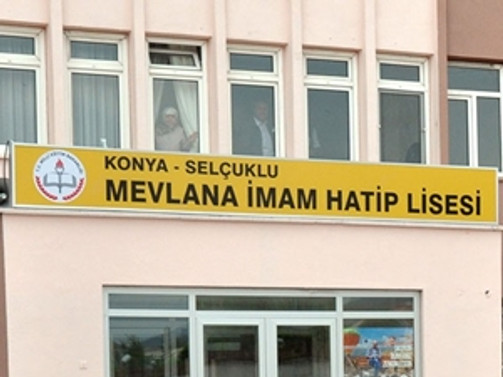 KONYA - SELÇUKLU
MEVLANA İMAM HATİP LİSESİ